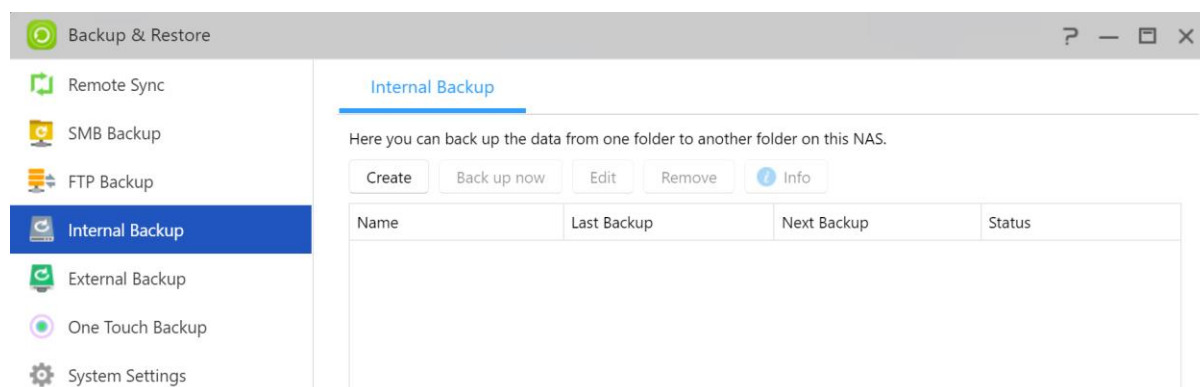 Backup & Restore
Remote Sync
SMB Backup
FTP Backup
Internal Backup
External Backup
One Touch Backup
System Settings
Internal Backup
Here you can back up the data from one folder to another folder on this NAS.
Create Back up now Edit Remove Info
Name Last Backup Next Backup Status